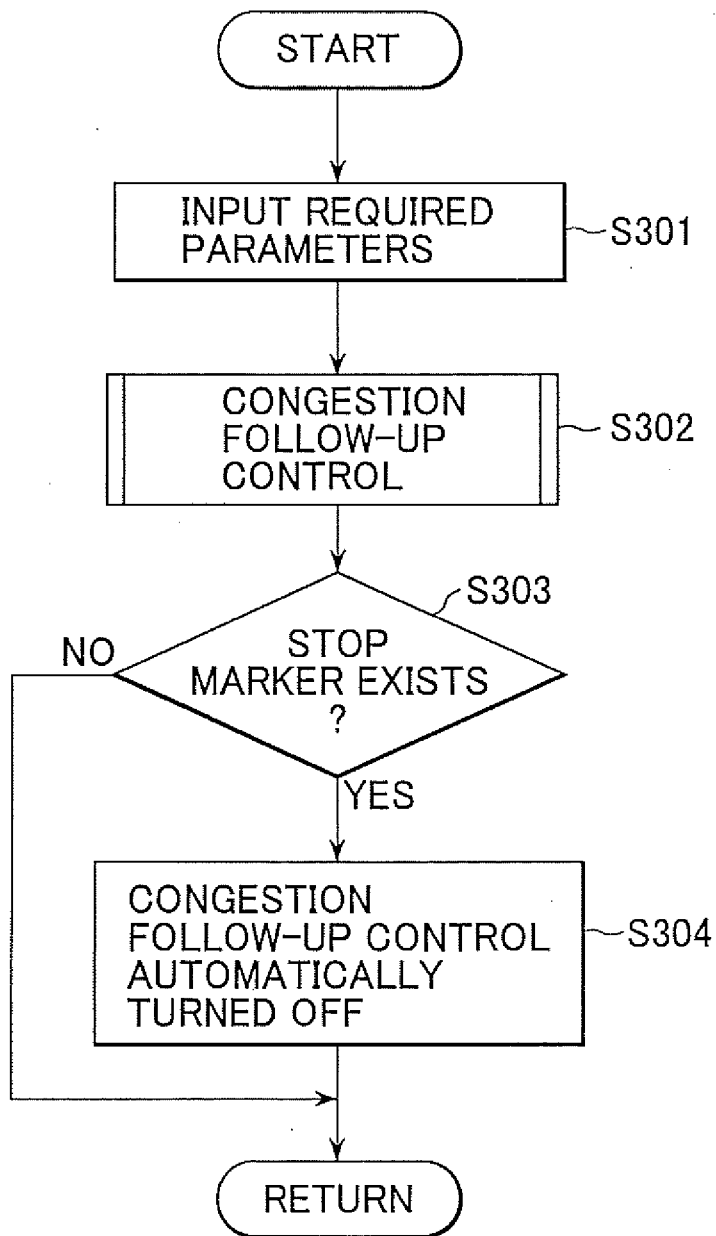 START
INPUT REQUIRED
PARAMETERS
S301
CONGESTION
FOLLOW-UP
CONTROL
S302
S303
STOP
MARKER EXISTS
?
NO
YES
CONGESTION
FOLLOW-UP CONTROL
AUTOMATICALLY
TURNED OFF
S304
RETURN